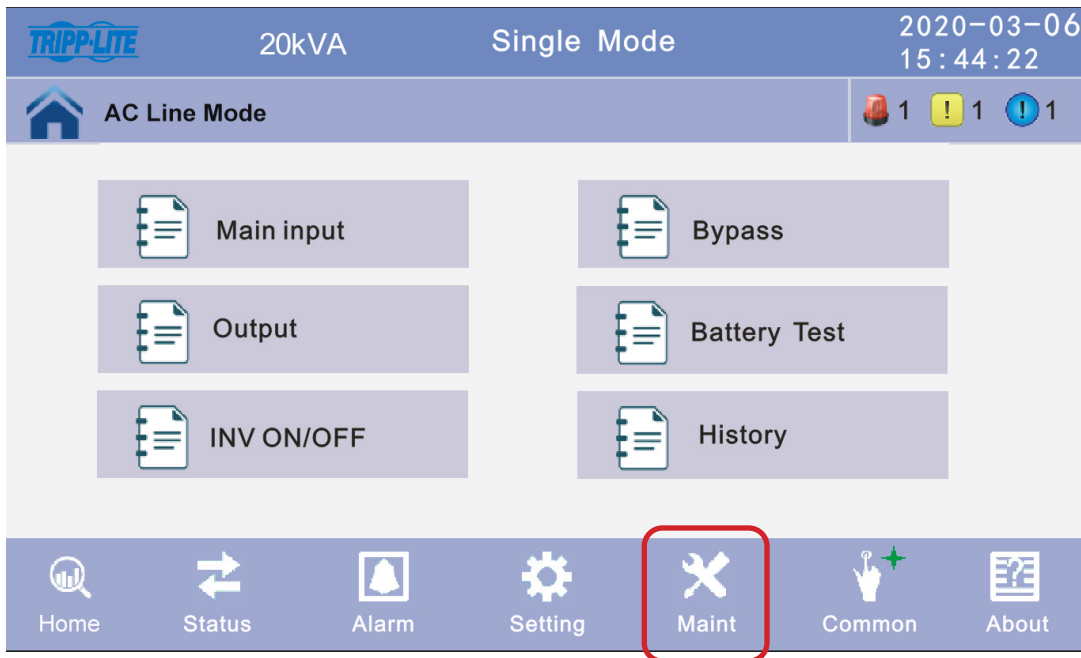 TRIPP·LITE 20kVA Single Mode 2020-03-06
15:44:22
AC Line Mode 1 ! 1 ! 1
Main input Bypass
Output Battery Test
INV ON/OFF History
Home Status Alarm Setting Maint Common About